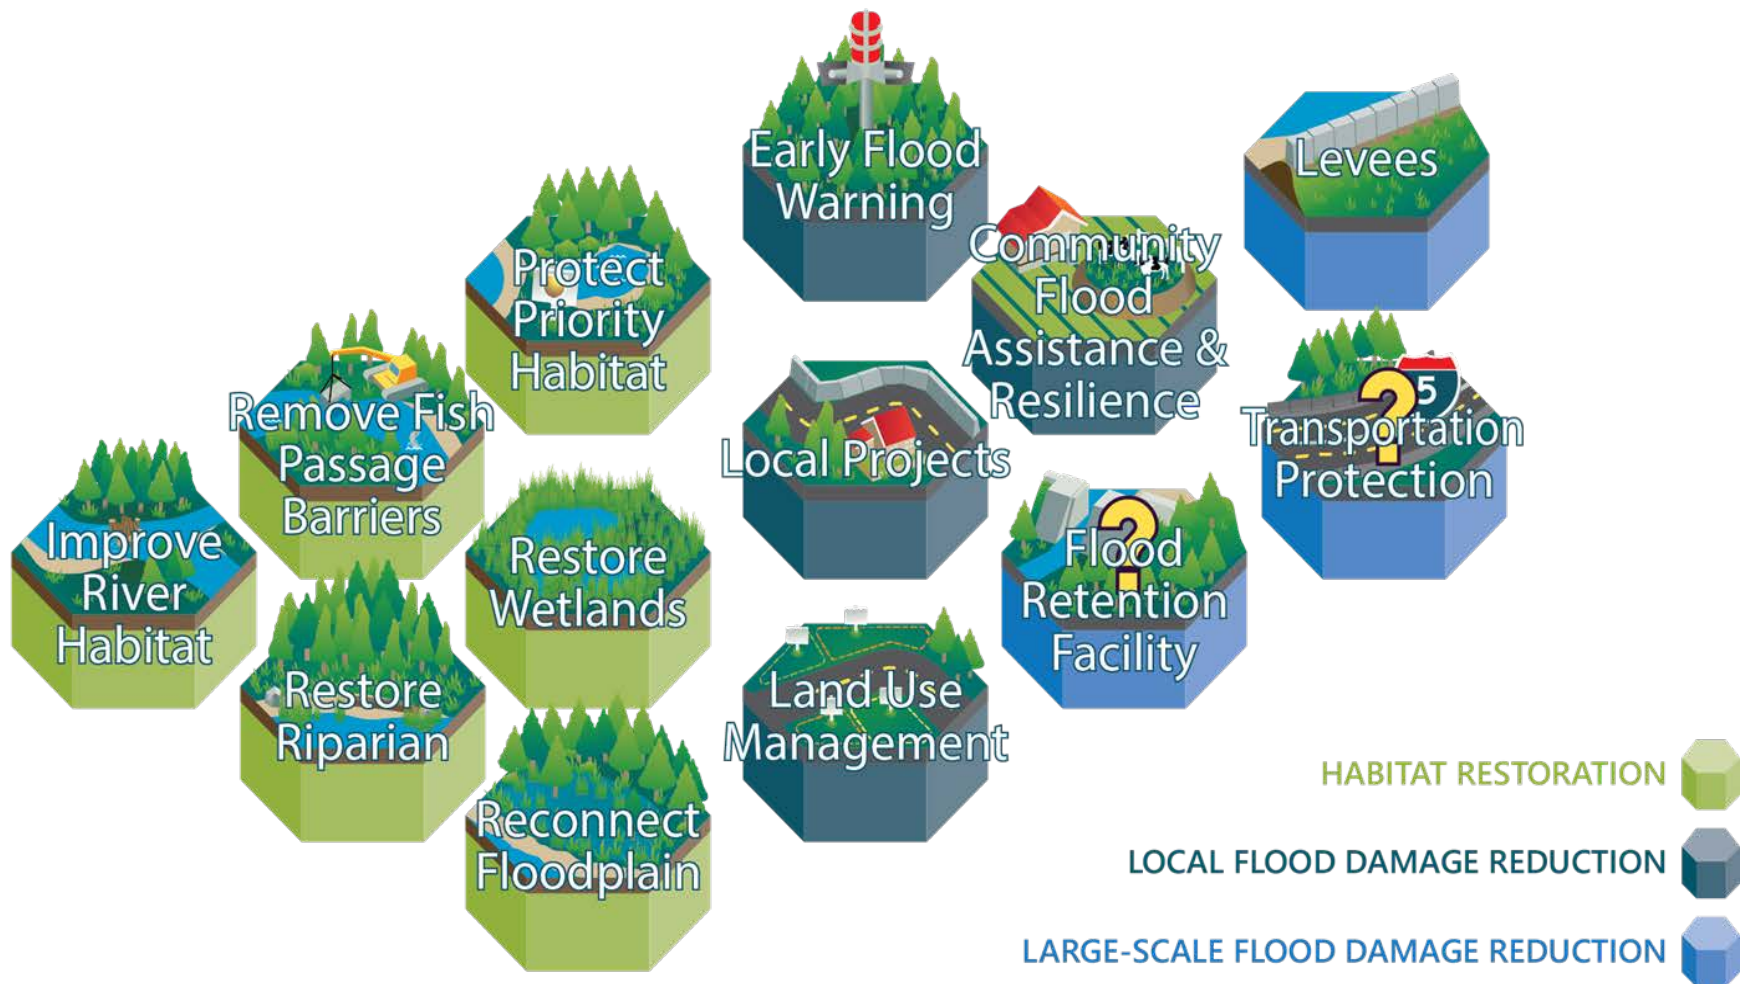 Early Flood
Warning
Levees
Protect
Priority
Habitat
Community
Flood
Assistance &
Resilience
Remove Fish
Passage
Barriers
Local Projects
5
Transportation
Protection
Improve
River
Habitat
Restore
Wetlands
?
Flood
Retention
Facility
?
Restore
Riparian
Land Use
Management
Reconnect
Floodplain
HABITAT RESTORATION
LOCAL FLOOD DAMAGE REDUCTION
LARGE-SCALE FLOOD DAMAGE REDUCTION